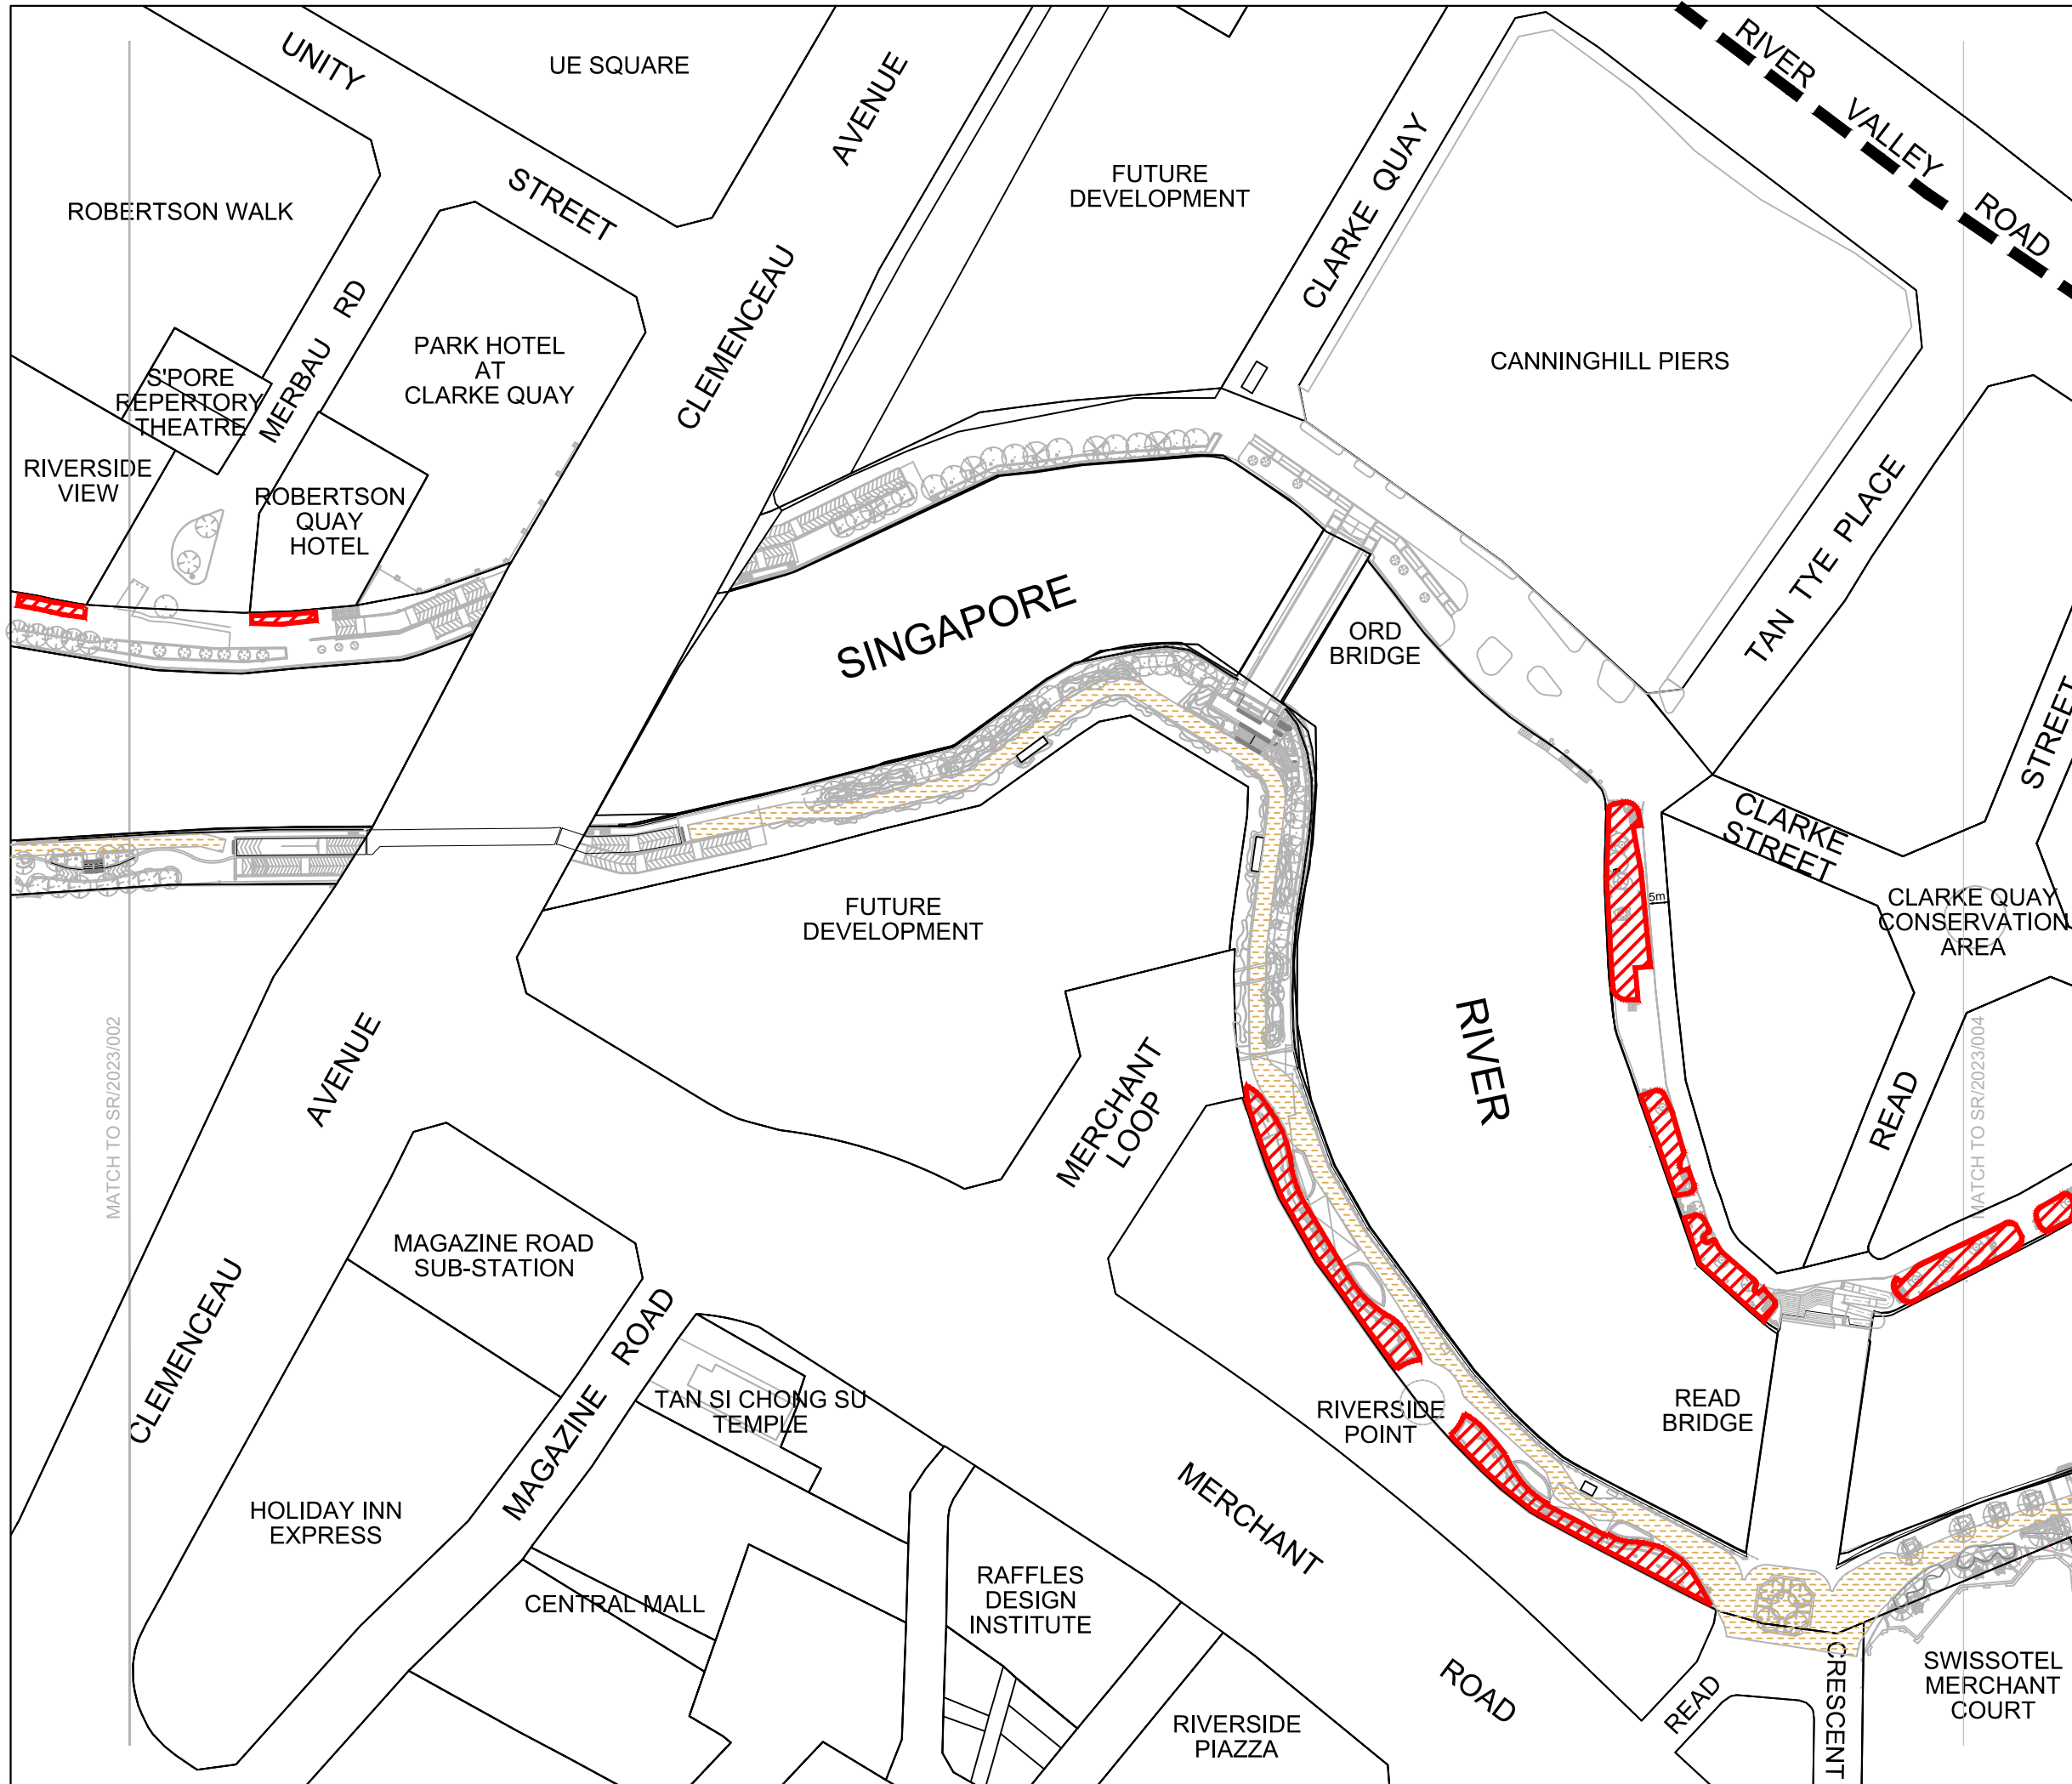 UNITY
STREET
UE SQUARE
CLEMENCEAU
AVENUE
FUTURE
DEVELOPMENT
CLARKE QUAY
RIVER VALLEY ROAD
ROBERTSON WALK
MERBAU RD
PARK HOTEL
AT
CLARKE QUAY
CANNINGHILL PIERS
S'PORE
REPERTORY
THEATRE
RIVERSIDE
VIEW
ROBERTSON
QUAY
HOTEL
TAN TYE PLACE
SINGAPORE
RIVER
ORD
BRIDGE
STREET
CLARKE
STREET
5m
CLARKE QUAY
CONSERVATION
AREA
FUTURE
DEVELOPMENT
MATCH TO SR/2023/002
MATCH TO SR/2023/004
CLEMENCEAU
AVENUE
MERCHANT
LOOP
READ
MAGAZINE ROAD
SUB-STATION
MAGAZINE ROAD
TAN SI CHONG SU
TEMPLE
RIVERSIDE
POINT
READ
BRIDGE
HOLIDAY INN
EXPRESS
MERCHANT
ROAD
CENTRAL MALL
RAFFLES
DESIGN
INSTITUTE
RIVERSIDE
PIAZZA
READ
CRESCENT
SWISSOTEL
MERCHANT
COURT